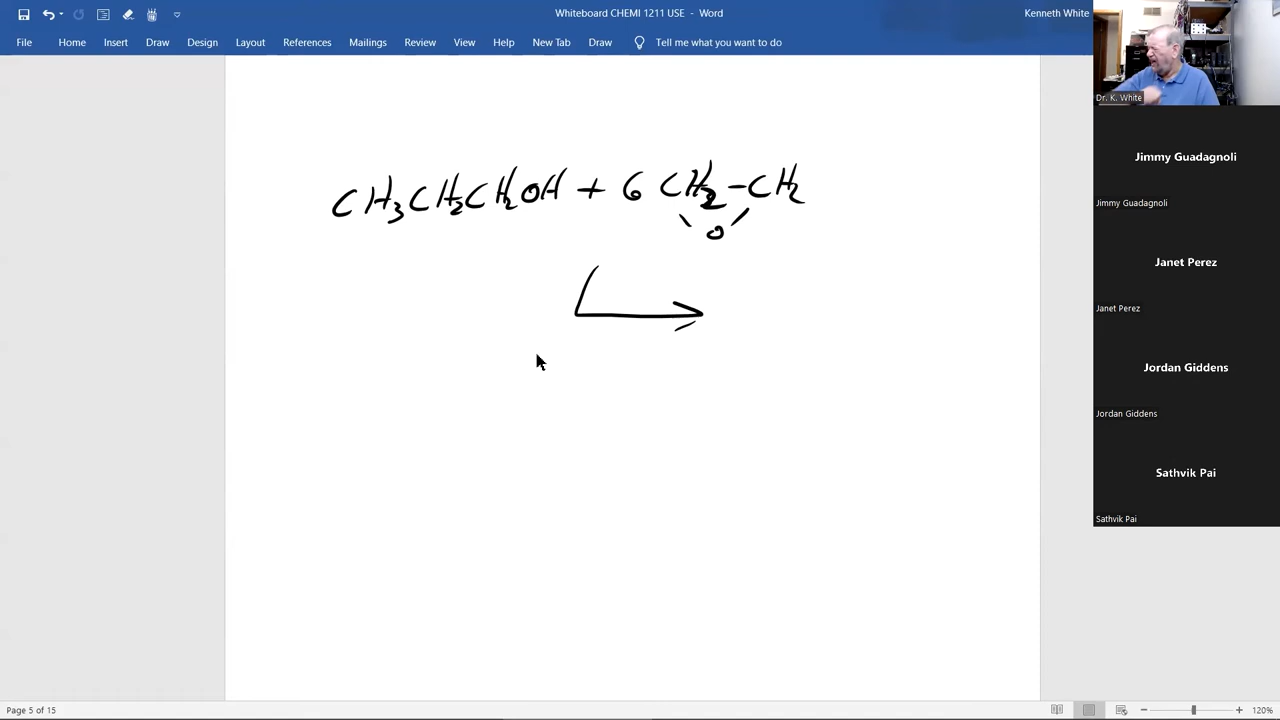 Whiteboard CHEMI 1211 USE - Word
Kenneth White
File Home Insert Draw Design Layout References Mailings Review View Help New Tab Draw Tell me what you want to do
Dr. K. White
Jimmy Guadagnoli
Jimmy Guadagnoli
Janet Perez
Janet Perez
Jordan Giddens
Jordan Giddens
Sathvik Pai
Sathvik Pai
CH3CH2CH2OH + 6 CH2-CH2
\ O /
Page 5 of 15
120%